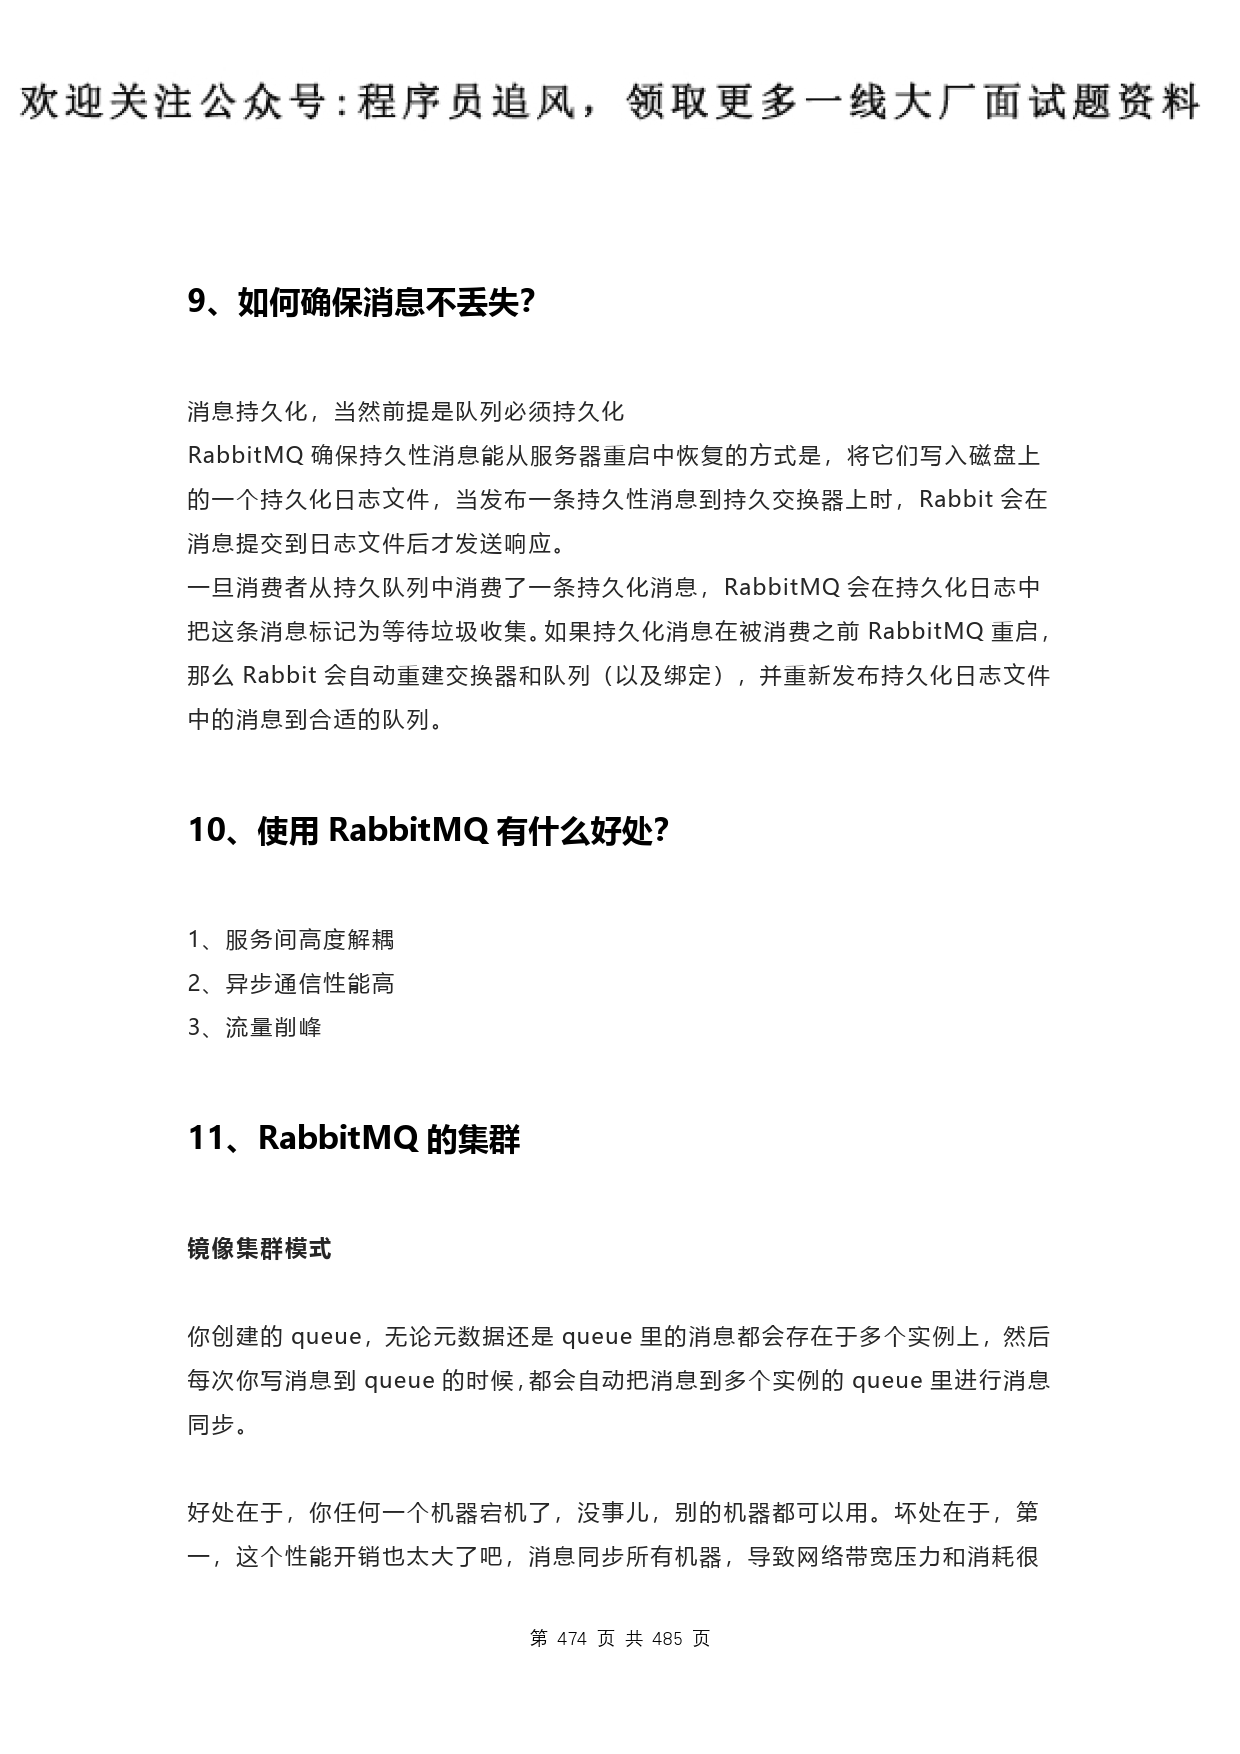 欢迎关注公众号:程序员追风，领取更多一线大厂面试题资料
9、如何确保消息不丢失？
消息持久化，当然前提是队列必须持久化
RabbitMQ 确保持久性消息能从服务器重启中恢复的方式是，将它们写入磁盘上
的一个持久化日志文件，当发布一条持久性消息到持久交换器上时，Rabbit 会在
消息提交到日志文件后才发送响应。
一旦消费者从持久队列中消费了一条持久化消息，RabbitMQ 会在持久化日志中
把这条消息标记为等待垃圾收集。如果持久化消息在被消费之前 RabbitMQ 重启，
那么 Rabbit 会自动重建交换器和队列（以及绑定），并重新发布持久化日志文件
中的消息到合适的队列。
10、使用 RabbitMQ 有什么好处？
1、服务间高度解耦
2、异步通信性能高
3、流量削峰
11、RabbitMQ 的集群
镜像集群模式
你创建的 queue，无论元数据还是 queue 里的消息都会存在于多个实例上，然后
每次你写消息到 queue 的时候，都会自动把消息到多个实例的 queue 里进行消息
同步。
好处在于，你任何一个机器宕机了，没事儿，别的机器都可以用。坏处在于，第
一，这个性能开销也太大了吧，消息同步所有机器，导致网络带宽压力和消耗很
第 474 页 共 485 页